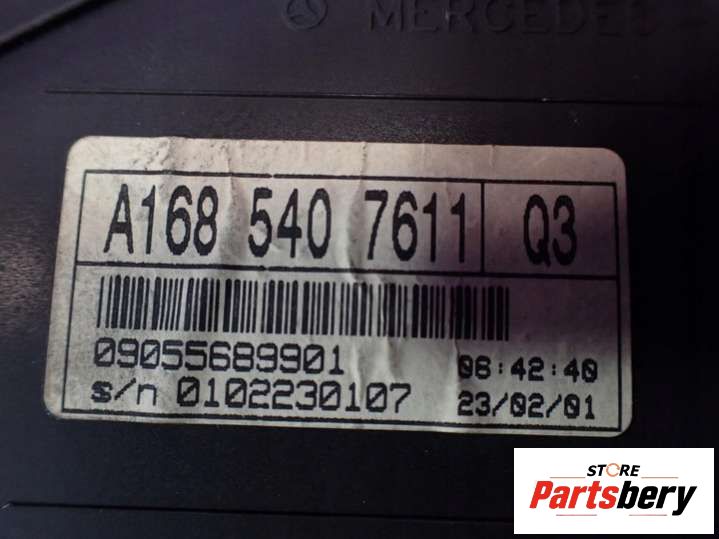 MERCEDES
A168 540 7611 Q3
09055689901 06:42:40
s/n 0102230107 23/02/01
STORE
Partsbery